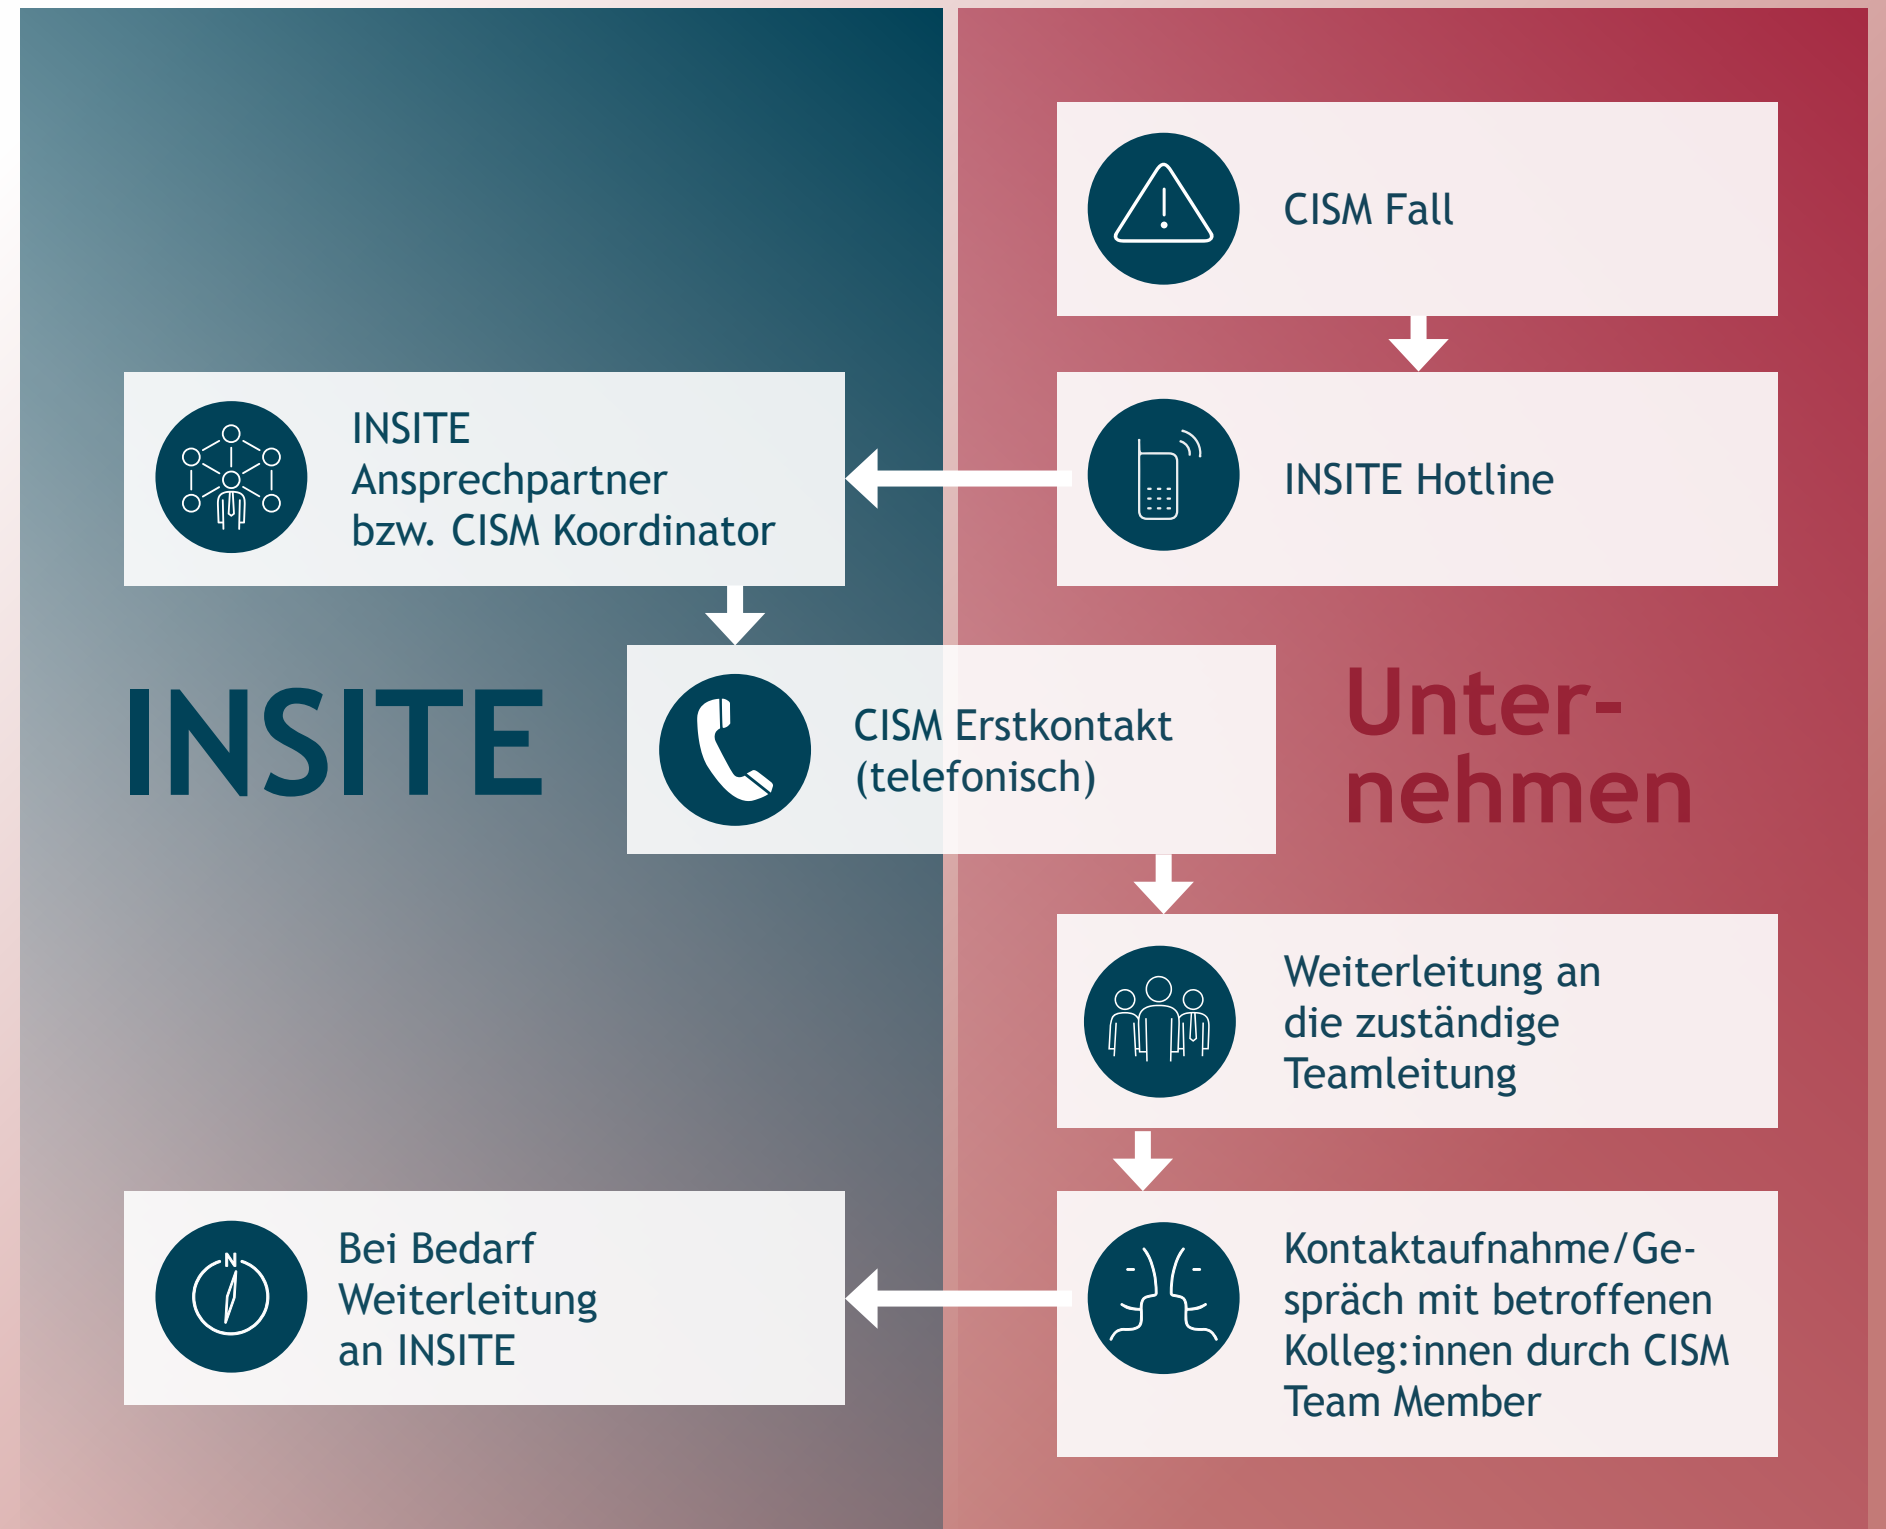 CISM Fall
INSITE
Ansprechpartner
bzw. CISM Koordinator
INSITE Hotline
INSITE
CISM Erstkontakt
(telefonisch)
Unter-
nehmen
Weiterleitung an
die zuständige
Teamleitung
N
Bei Bedarf
Weiterleitung
an INSITE
Kontaktaufnahme/Ge-
spräch mit betroffenen
Kolleg:innen durch CISM
Team Member